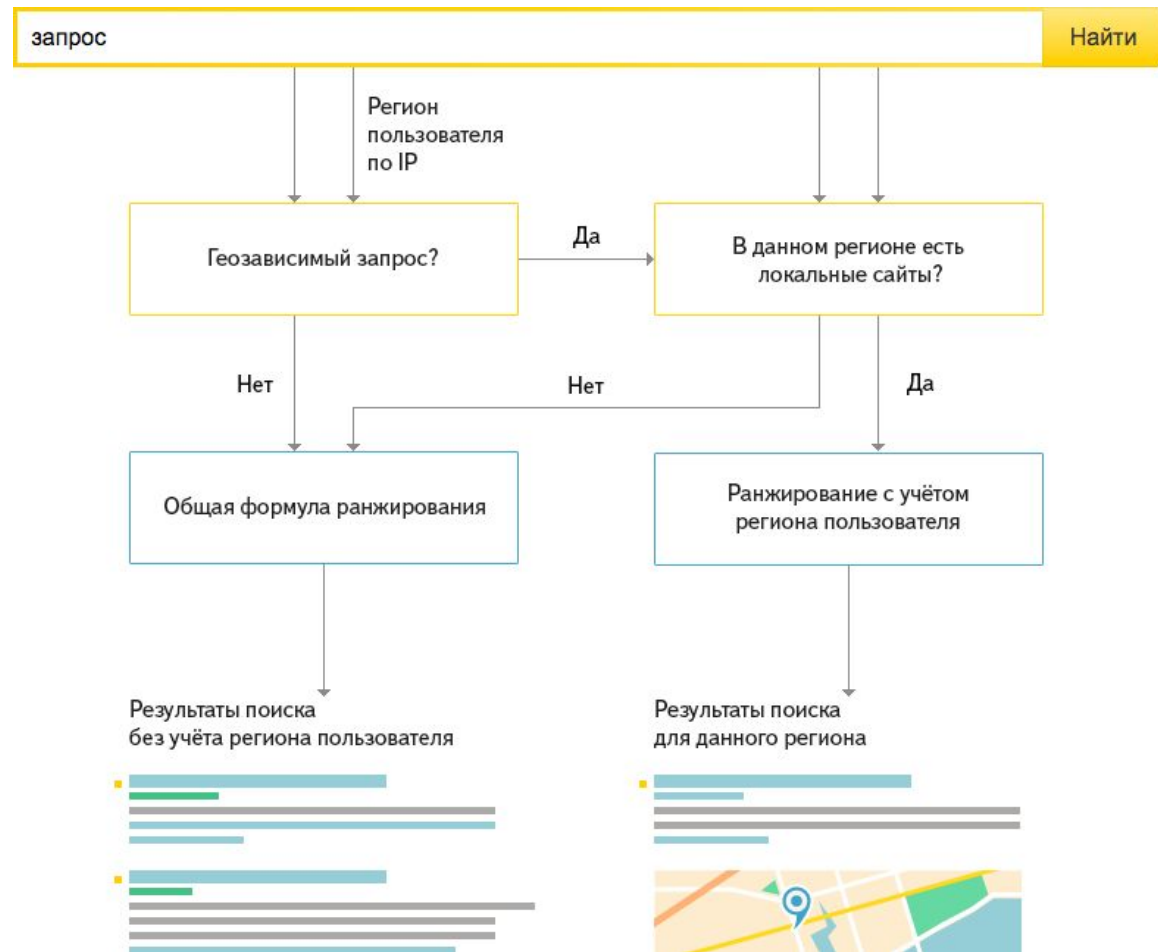 запрос
Найти
Регион
пользователя
по IP
Геозависимый запрос?
Да
В данном регионе есть
локальные сайты?
Нет
Нет
Да
Общая формула ранжирования
Ранжирование с учётом
региона пользователя
Результаты поиска
без учёта региона пользователя
Результаты поиска
для данного региона